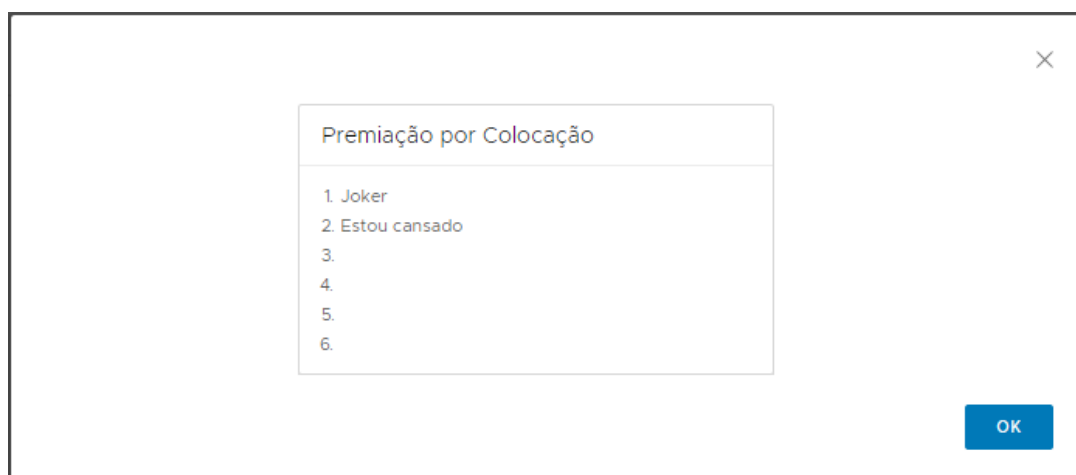 Premiação por Colocação
1. Joker
2. Estou cansado
3.
4.
5.
6.
OK